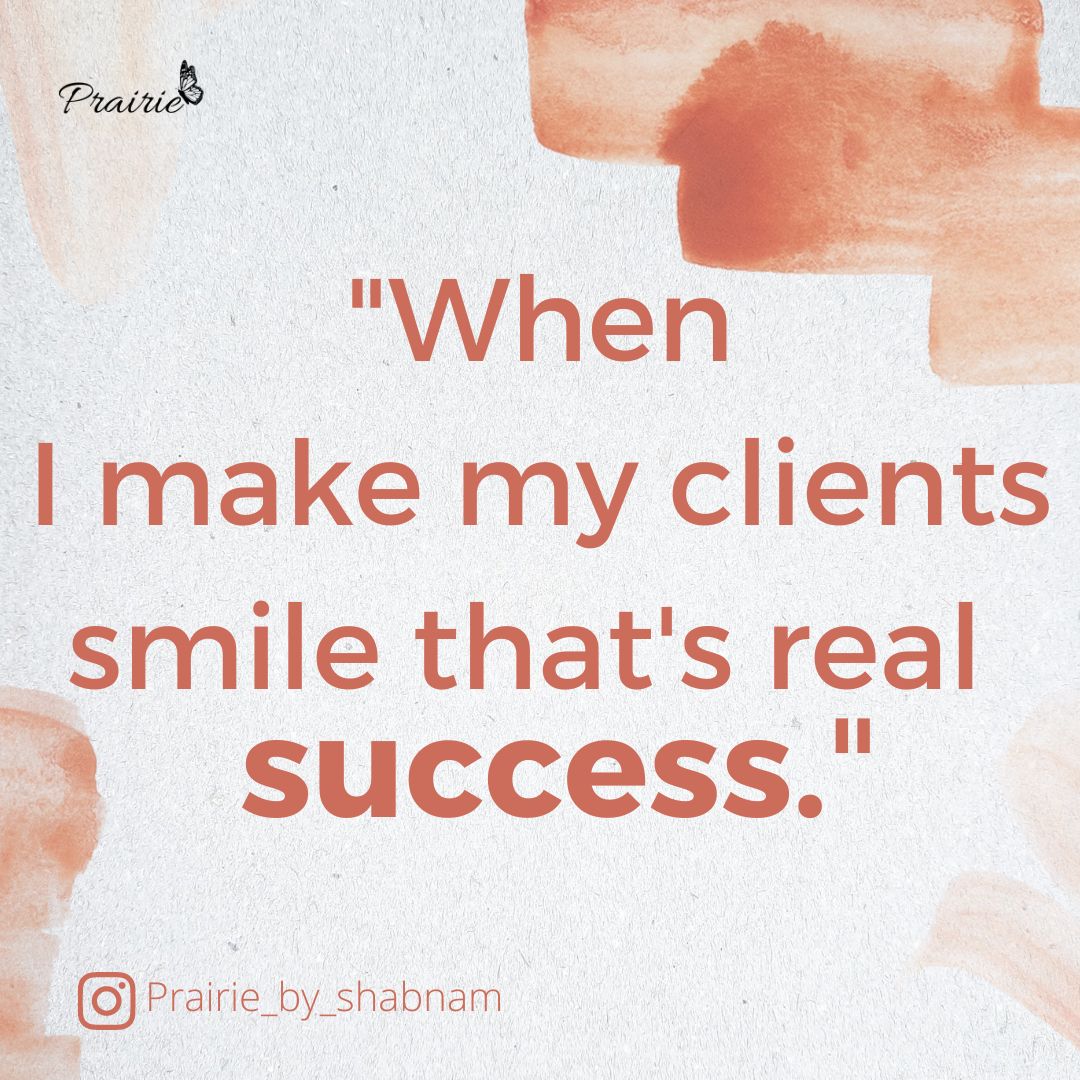 Prairie
"When
I make my clients
smile that's real
success."
Prairie_by_shabnam